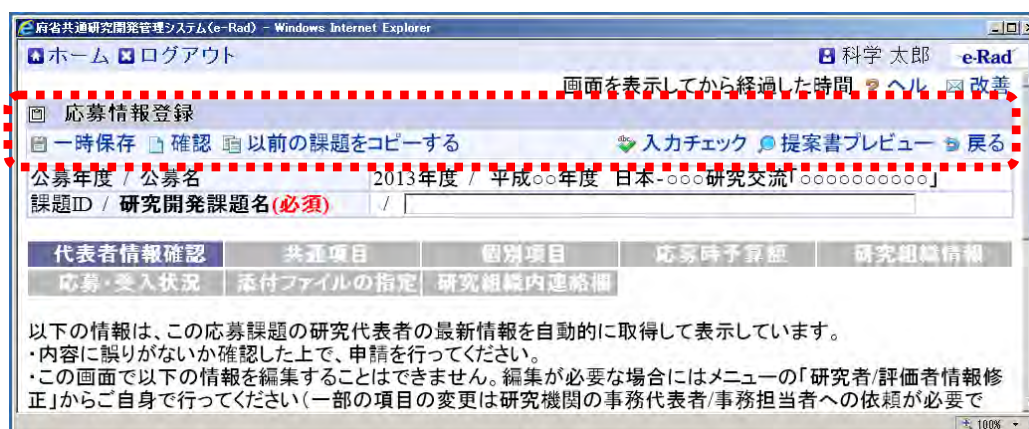 府省共通研究開発管理システム(e-Rad) - Windows Internet Explorer
ホーム ログアウト 科学 太郎 e-Rad
画面を表示してから経過した時間 ヘル 改善
応募情報登録
一時保存 確認 以前の課題をコピーする 入力チェック 提案書プレビュー 戻る
公募年度 / 公募名 2013年度 / 平成○○年度 日本-○○○研究交流「○○○○○○○○○○」
課題ID / 研究開発課題名(必須) /
代表者情報確認 共通項目 個別項目 応募時予算額 研究組織情報
応募・受入状況 添付ファイルの指定 研究組織内連絡欄
以下の情報は、この応募課題の研究代表者の最新情報を自動的に取得して表示しています。
・内容に誤りがないか確認した上で、申請を行ってください。
・この画面で以下の情報を編集することはできません。編集が必要な場合にはメニューの「研究者/評価者情報修
正」からご自身で行ってください(一部の項目の変更は研究機関の事務代表者/事務担当者への依頼が必要で
100%